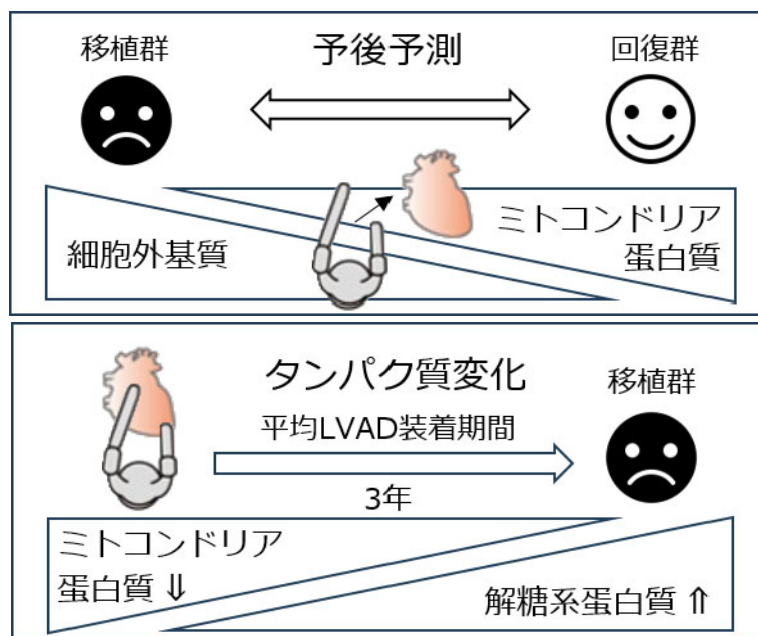 移植群
予後予測
回復群
細胞外基質
ミトコンドリア
蛋白質
タンパク質変化
移植群
平均LVAD装着期間
3年
ミトコンドリア
蛋白質⇓
解糖系蛋白質⇑